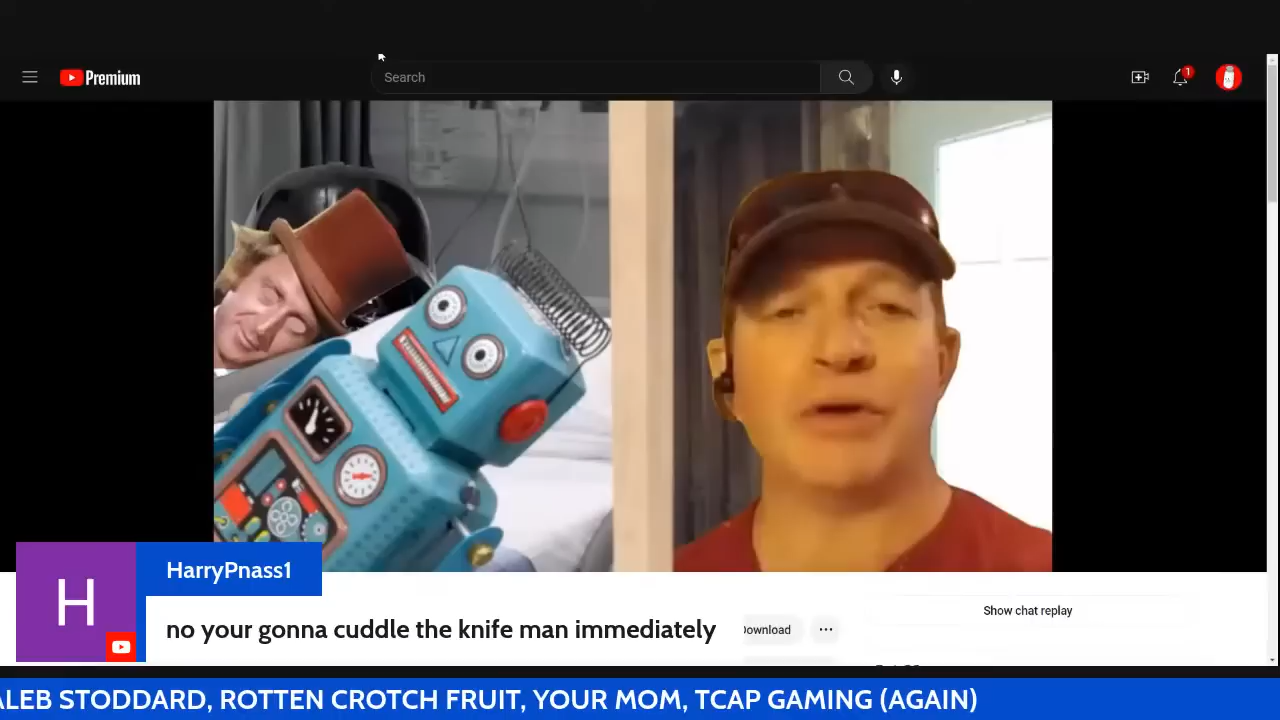 Premium
Search
1
HarryPnass1
no your gonna cuddle the knife man immediately
Download
Show chat replay
ALEB STODDARD, ROTTEN CROTCH FRUIT, YOUR MOM, TCAP GAMING (AGAIN)